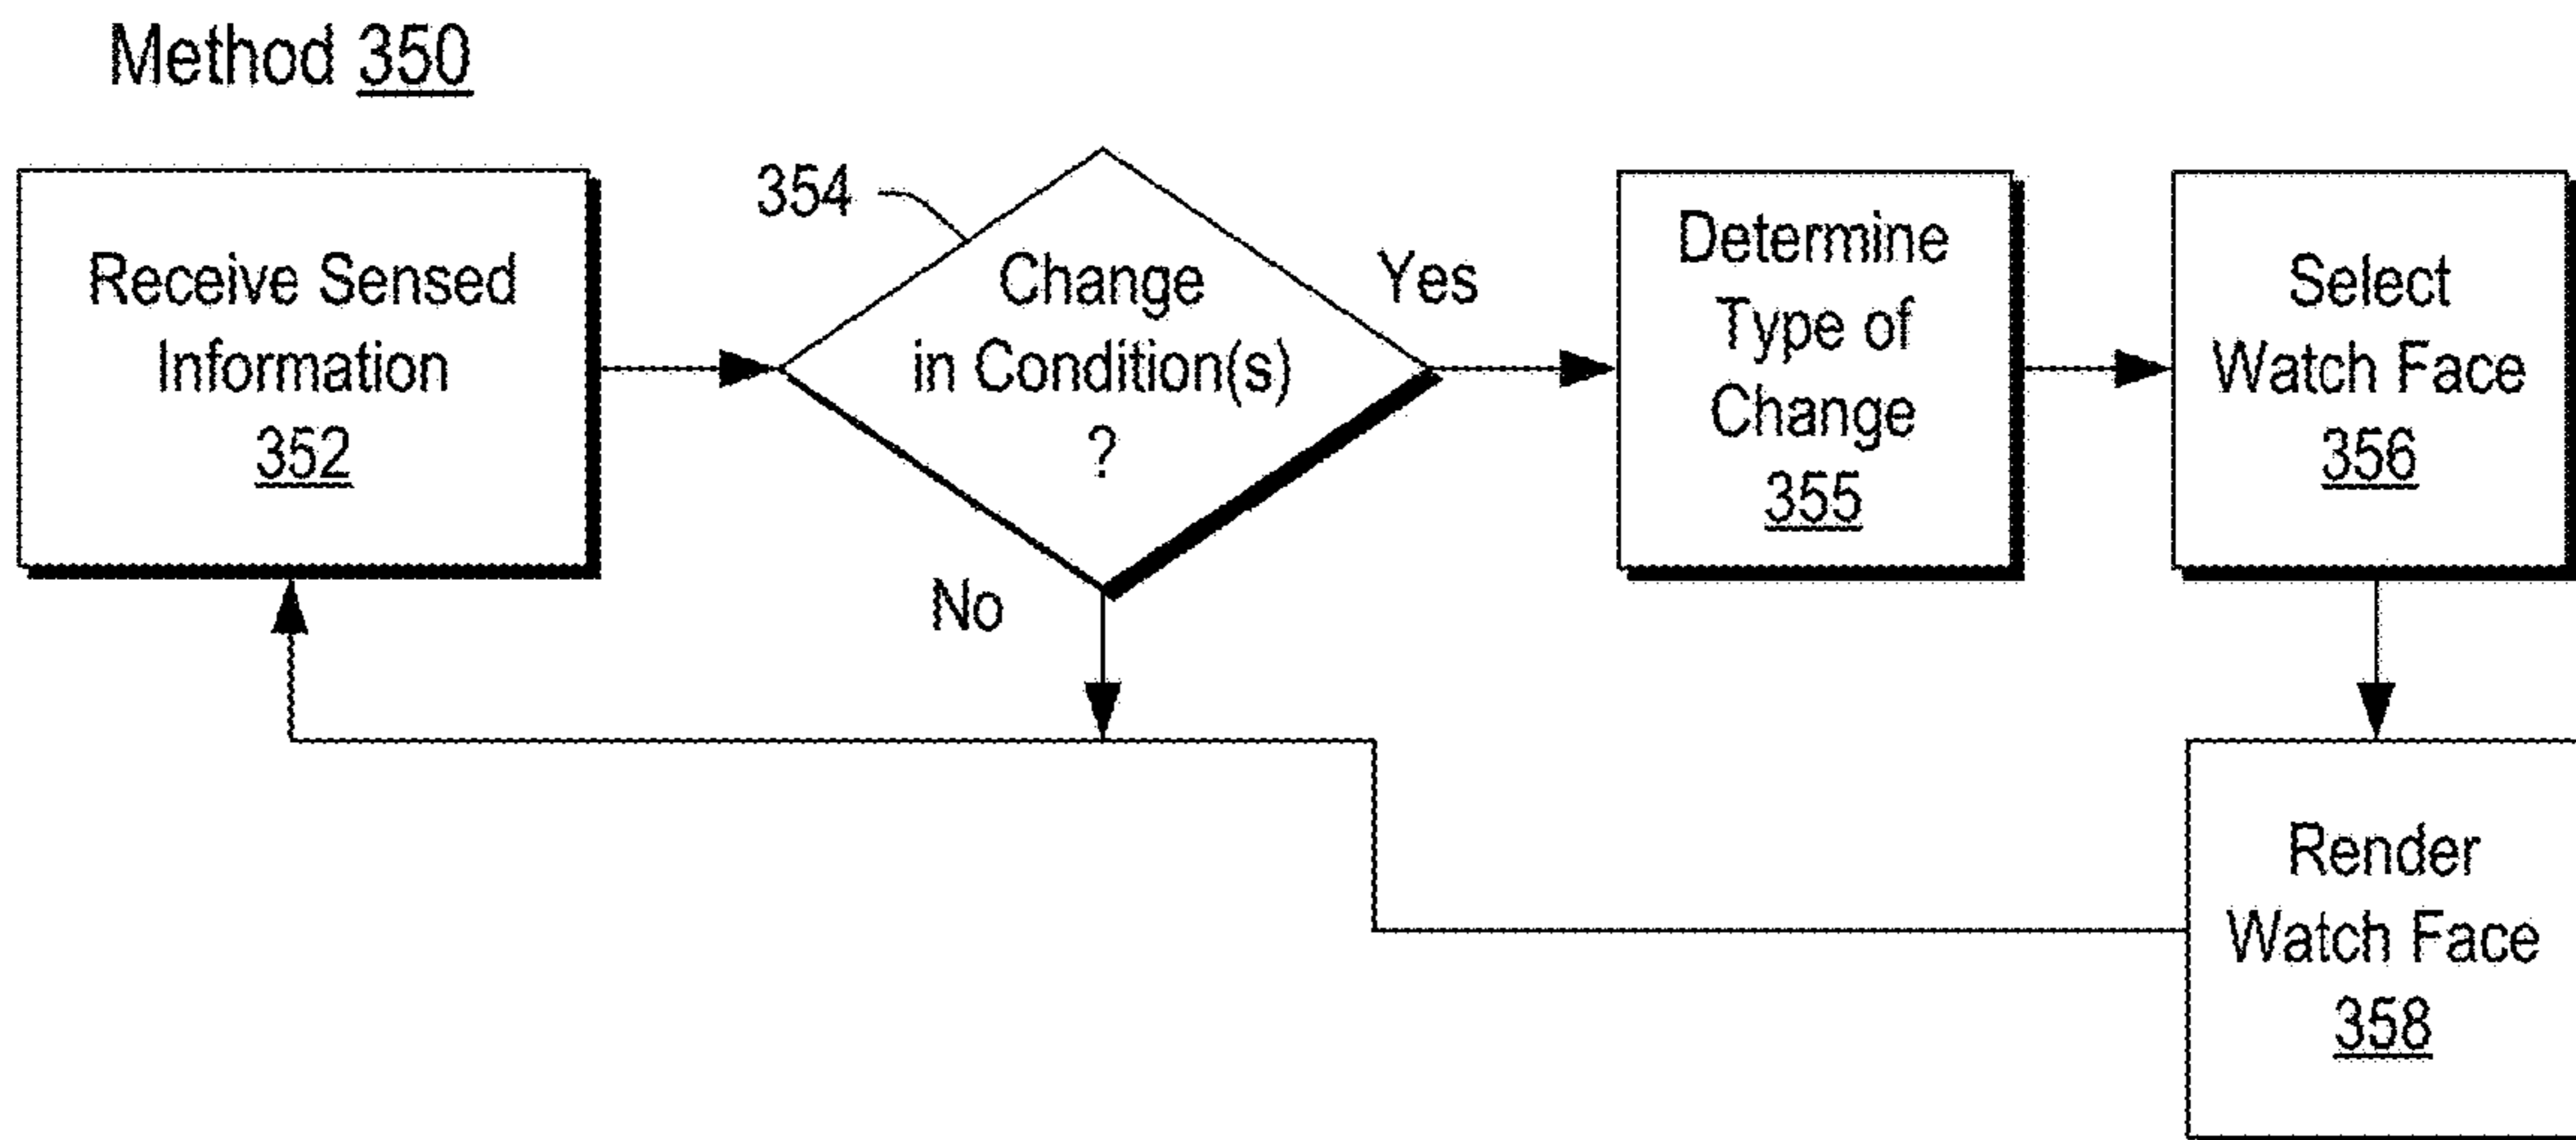 Method 350
Receive Sensed
Information
352
354
Change
in Condition(s)
?
Yes
No
Determine
Type of
Change
355
Select
Watch Face
356
Render
Watch Face
358